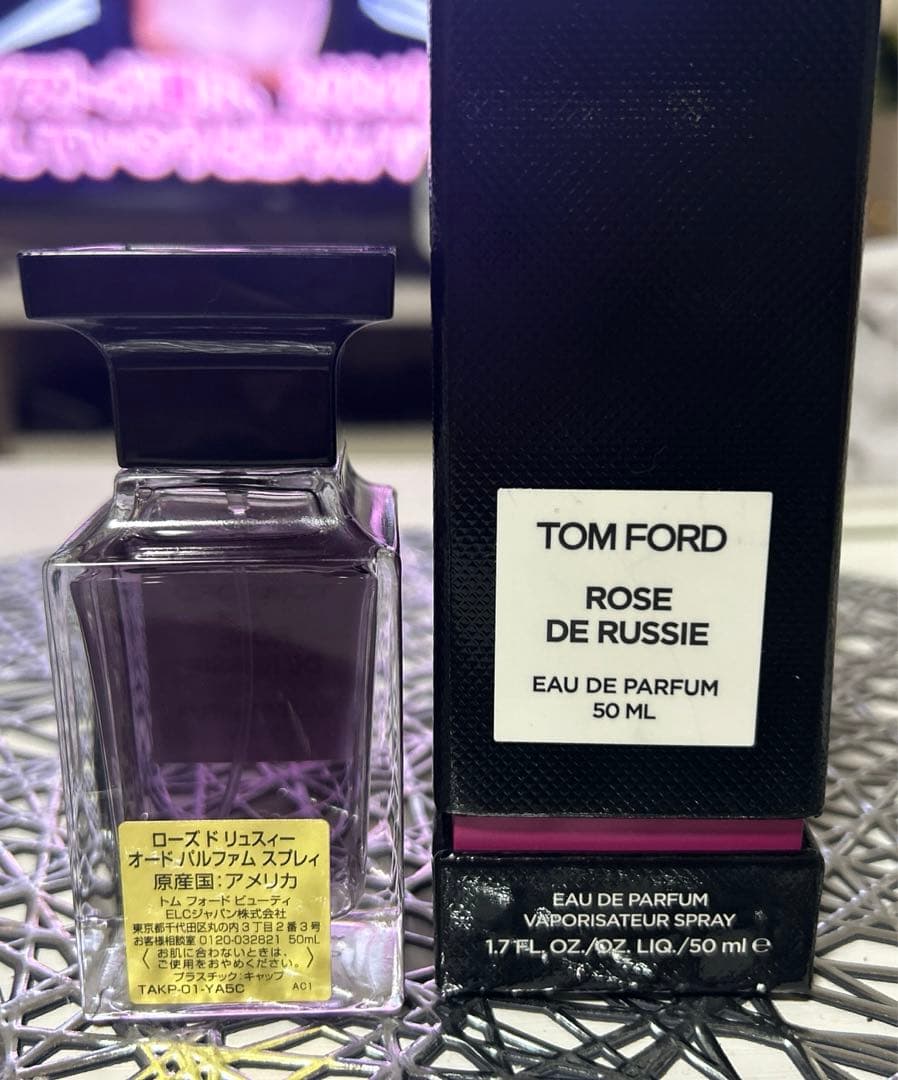 TOM FORD
ROSE
DE RUSSIE
EAU DE PARFUM
50 ML
EAU DE PARFUM
VAPORISATEUR SPRAY
1.7 FL. OZ./OZ. LIQ./50 ml ℮
ローズ ド リュスィー
オード パルファム スプレィ
原産国:アメリカ
トム フォード ビューティ
ELCジャパン株式会社
東京都千代田区丸の内3丁目2番3号
お客様相談室 0120-032821 50mL
〈 お肌に合わないときは、
ご使用をおやめください。〉
プラスチック:キャップ
TAKP-01-YA5C AC1